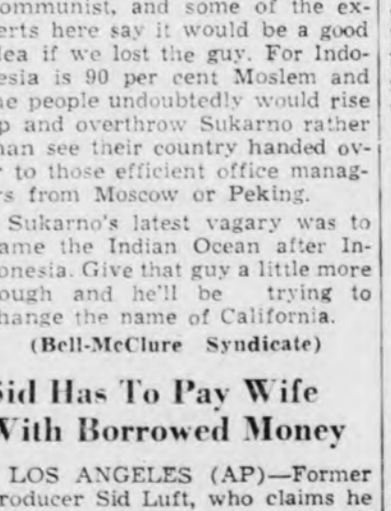 ommunist, and some of the ex-
erts here say it would be a good
dea if we lost the guy. For Indo-
esia is 90 per cent Moslem and
he people undoubtedly would rise
p and overthrow Sukarno rather
han see their country handed ov-
r to those efficient office manag-
rs from Moscow or Peking.
Sukarno's latest vagary was to
ame the Indian Ocean after In-
onesia. Give that guy a little more
ough and he'll be trying to
hange the name of California.
(Bell-McClure Syndicate)
Sid Has To Pay Wife
With Borrowed Money
LOS ANGELES (AP)—Former
roducer Sid Luft, who claims he